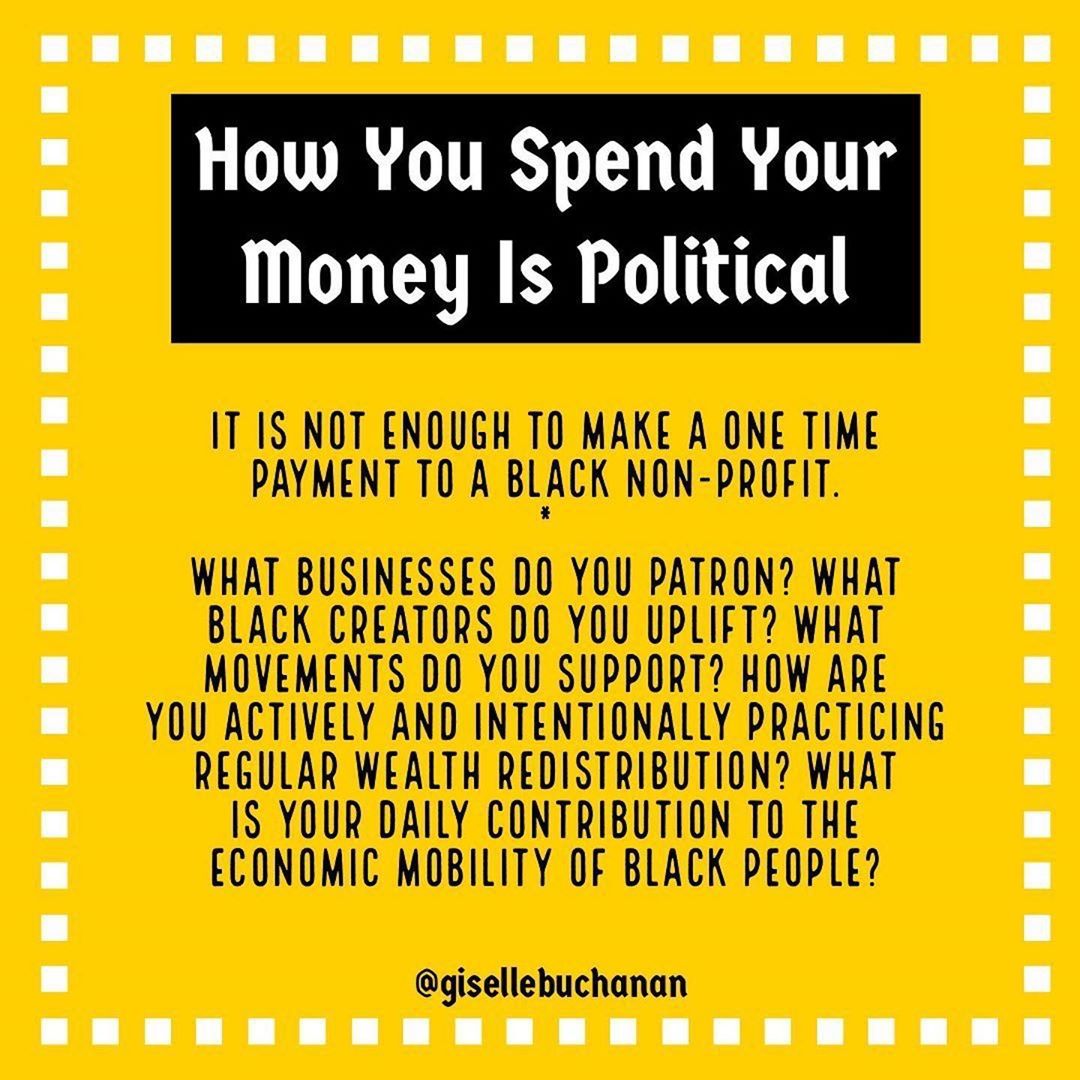 How You Spend Your
Money Is Political
IT IS NOT ENOUGH TO MAKE A ONE TIME
PAYMENT TO A BLACK NON-PROFIT.
*
WHAT BUSINESSES DO YOU PATRON? WHAT
BLACK CREATORS DO YOU UPLIFT? WHAT
MOVEMENTS DO YOU SUPPORT? HOW ARE
YOU ACTIVELY AND INTENTIONALLY PRACTICING
REGULAR WEALTH REDISTRIBUTION? WHAT
IS YOUR DAILY CONTRIBUTION TO THE
ECONOMIC MOBILITY OF BLACK PEOPLE?
@gisellebuchanan